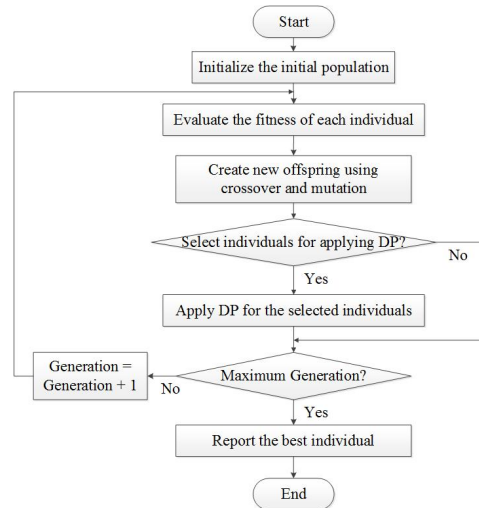 Start
Initialize the initial population
Evaluate the fitness of each individual
Create new offspring using
crossover and mutation
Select individuals for applying DP?
No
Yes
Apply DP for the selected individuals
Generation =
Generation + 1
No
Maximum Generation?
Yes
Report the best individual
End